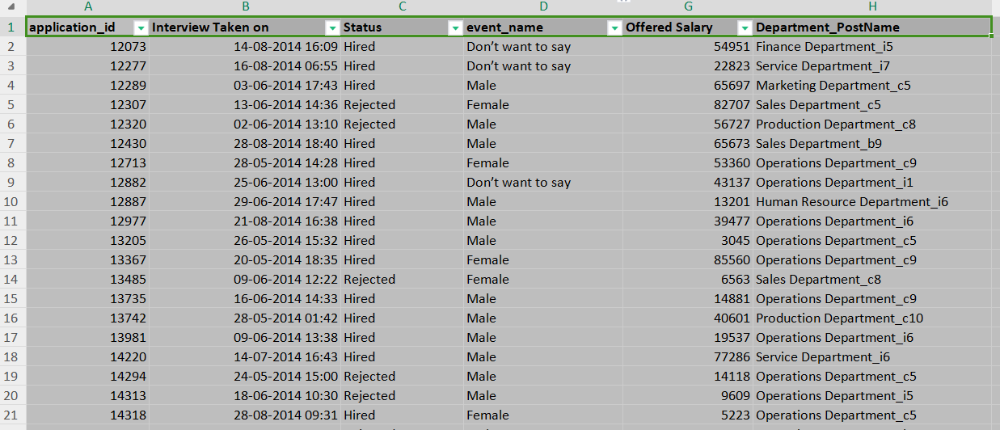 A B C D G H
1 application_id Interview Taken on Status event_name Offered Salary Department_PostName
2 12073 14-08-2014 16:09 Hired Don’t want to say 54951 Finance Department_i5
3 12277 16-08-2014 06:55 Hired Don’t want to say 22823 Service Department_i7
4 12289 03-06-2014 17:43 Hired Male 65697 Marketing Department_c5
5 12307 13-06-2014 14:36 Rejected Female 82707 Sales Department_c5
6 12320 02-06-2014 13:10 Rejected Male 56727 Production Department_c8
7 12430 28-08-2014 18:40 Hired Male 65673 Sales Department_b9
8 12713 28-05-2014 14:28 Hired Female 53360 Operations Department_c9
9 12882 25-06-2014 13:00 Hired Don’t want to say 43137 Operations Department_i1
10 12887 29-06-2014 17:47 Hired Male 13201 Human Resource Department_i6
11 12977 21-08-2014 16:38 Hired Male 39477 Operations Department_i6
12 13205 26-05-2014 15:32 Hired Male 3045 Operations Department_c5
13 13367 20-05-2014 18:35 Hired Female 85560 Operations Department_c9
14 13485 09-06-2014 12:22 Rejected Female 6563 Sales Department_c8
15 13735 16-06-2014 14:33 Hired Male 14881 Operations Department_c9
16 13742 28-05-2014 01:42 Hired Male 40601 Production Department_c10
17 13981 09-06-2014 13:38 Hired Male 19537 Operations Department_i6
18 14220 14-07-2014 16:43 Hired Male 77286 Service Department_i6
19 14294 24-05-2014 15:00 Rejected Male 14118 Operations Department_c5
20 14313 18-06-2014 10:30 Rejected Male 9609 Operations Department_i5
21 14318 28-08-2014 09:31 Hired Female 5223 Operations Department_c5